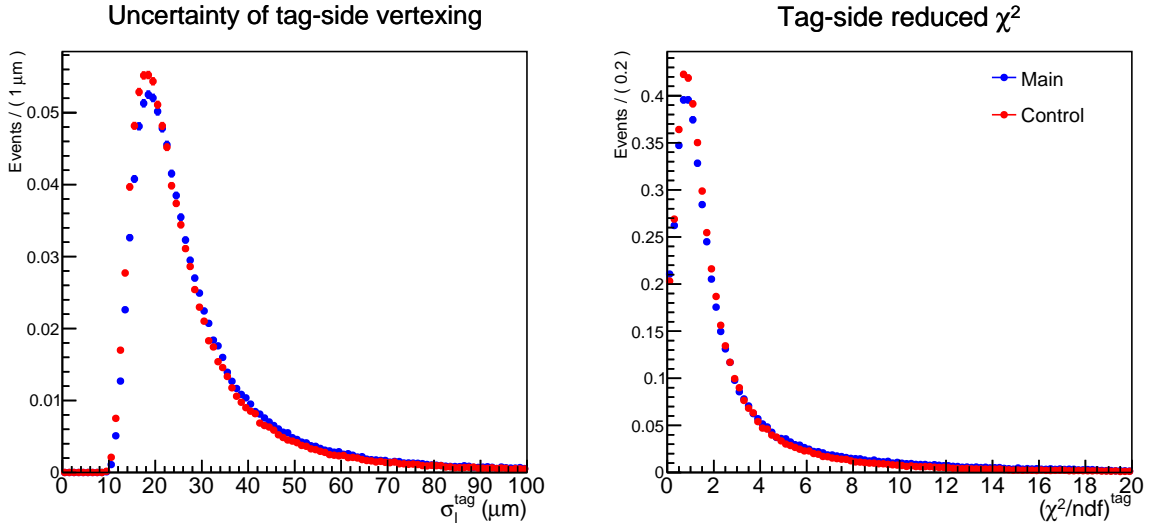 Uncertainty of tag-side vertexing
Events / ( 1 μm )
0.05
0.04
0.03
0.02
0.01
0
0 10 20 30 40 50 60 70 80 90 100
σ_l^tag (μm)
Tag-side reduced χ²
Events / ( 0.2 )
0.4
0.35
0.3
0.25
0.2
0.15
0.1
0.05
0
Main
Control
0 2 4 6 8 10 12 14 16 18 20
(χ²/ndf)^tag